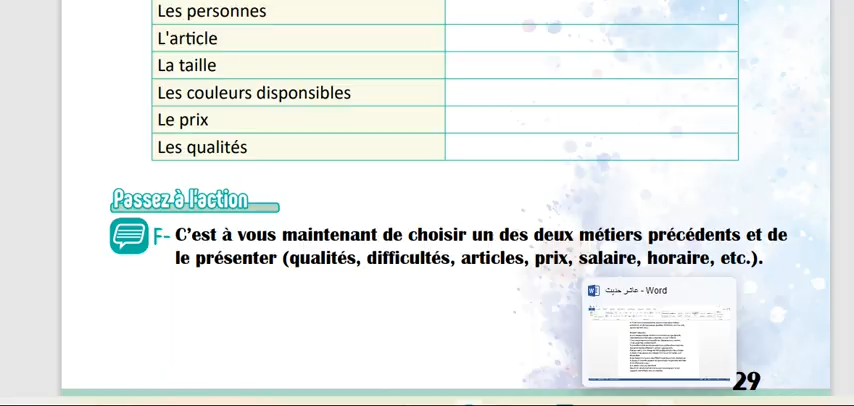 Les personnes
L'article
La taille
Les couleurs disponsibles
Le prix
Les qualités
Passez à l'action
F- C'est à vous maintenant de choisir un des deux métiers précédents et de
le présenter (qualités, difficultés, articles, prix, salaire, horaire, etc.).
عاشر حديث - Word
29